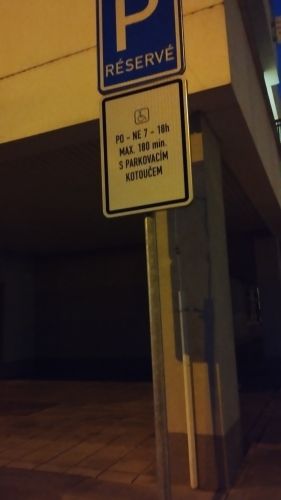 P
RÉSERVÉ
PO - NE 7 - 18h
MAX. 180 min.
S PARKOVACÍM
KOTOUČEM